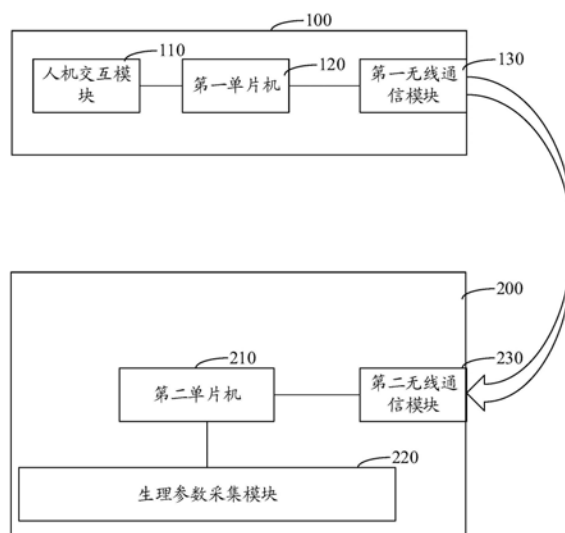 100
110
120
130
人机交互模
块
第一单片机
第一无线通
信模块
200
210
230
第二单片机
第二无线通
信模块
220
生理参数采集模块